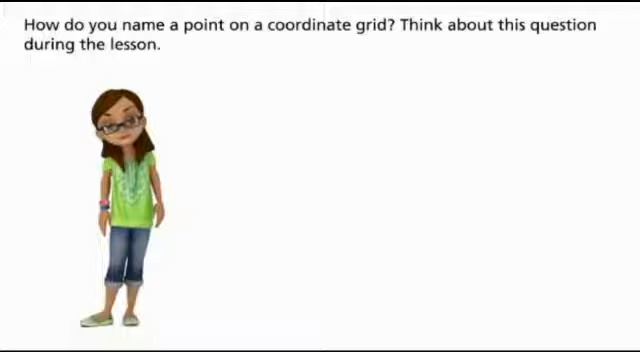 How do you name a point on a coordinate grid? Think about this question
during the lesson.